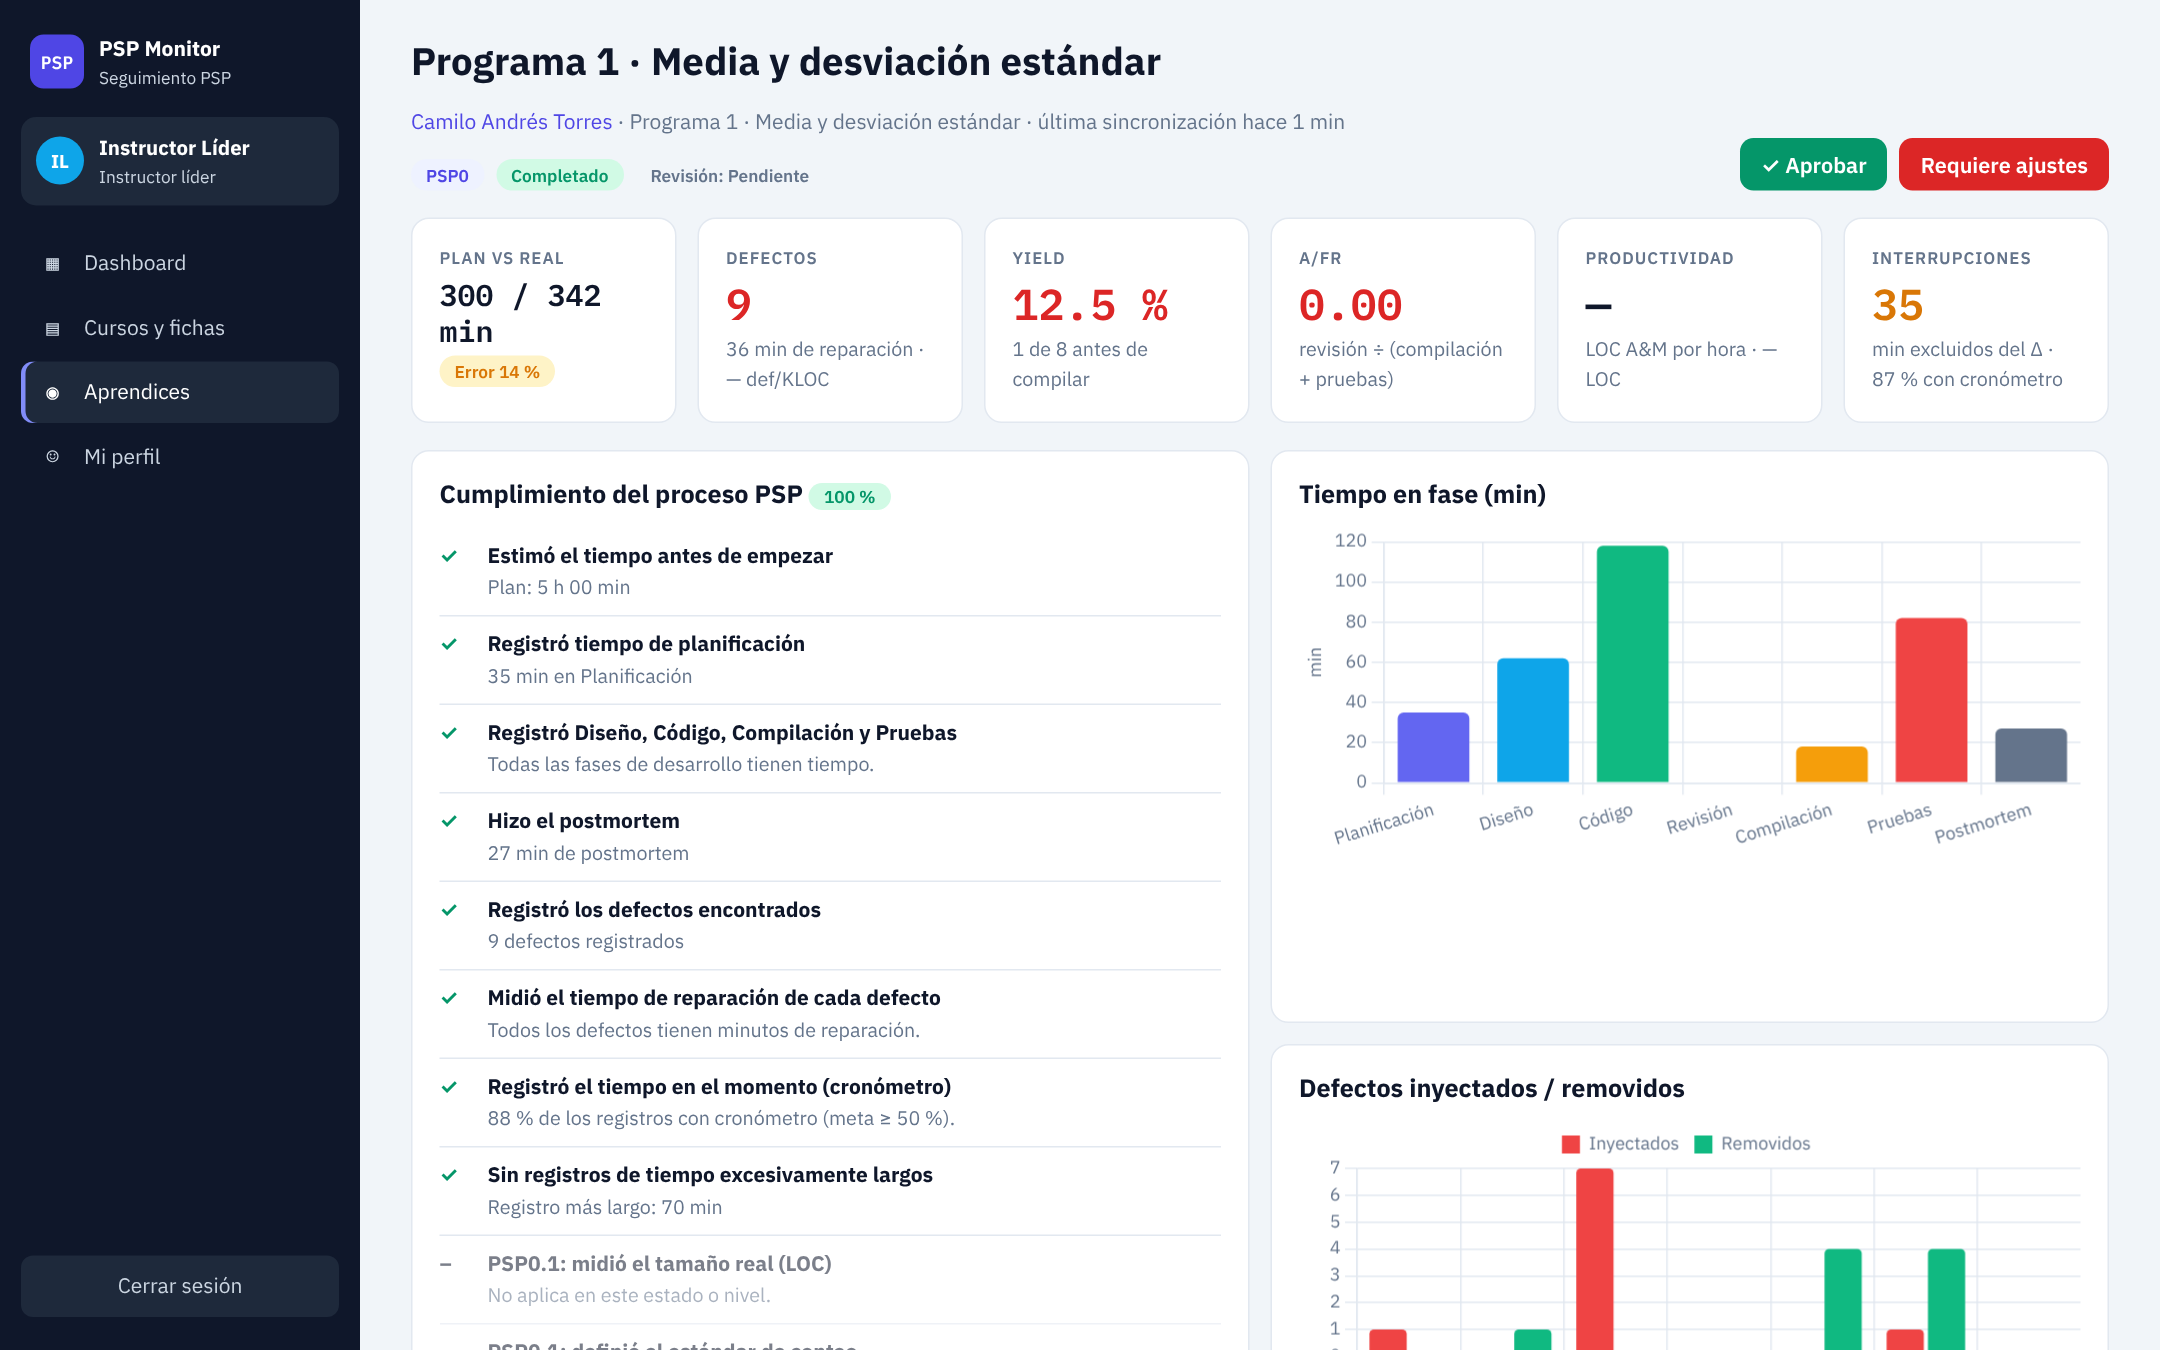 PSP
PSP Monitor
Seguimiento PSP
IL
Instructor Líder
Instructor líder
Dashboard
Cursos y fichas
Aprendices
Mi perfil
Cerrar sesión
Programa 1 · Media y desviación estándar
Camilo Andrés Torres · Programa 1 · Media y desviación estándar · última sincronización hace 1 min
PSP0
Completado
Revisión: Pendiente
✓ Aprobar
Requiere ajustes
PLAN VS REAL
300 / 342
min
Error 14 %
DEFECTOS
9
36 min de reparación ·
— def/KLOC
YIELD
12.5 %
1 de 8 antes de
compilar
A/FR
0.00
revisión ÷ (compilación
+ pruebas)
PRODUCTIVIDAD
—
LOC A&M por hora · —
LOC
INTERRUPCIONES
35
min excluidos del Δ ·
87 % con cronómetro
Cumplimiento del proceso PSP 100 %
✓ Estimó el tiempo antes de empezar
Plan: 5 h 00 min
✓ Registró tiempo de planificación
35 min en Planificación
✓ Registró Diseño, Código, Compilación y Pruebas
Todas las fases de desarrollo tienen tiempo.
✓ Hizo el postmortem
27 min de postmortem
✓ Registró los defectos encontrados
9 defectos registrados
✓ Midió el tiempo de reparación de cada defecto
Todos los defectos tienen minutos de reparación.
✓ Registró el tiempo en el momento (cronómetro)
88 % de los registros con cronómetro (meta ≥ 50 %).
✓ Sin registros de tiempo excesivamente largos
Registro más largo: 70 min
– PSP0.1: midió el tamaño real (LOC)
No aplica en este estado o nivel.
PSP0.1: definió el estándar de conteo
Tiempo en fase (min)
120
100
80
60
40
20
0
min
Planificación
Diseño
Código
Revisión
Compilación
Pruebas
Postmortem
Defectos inyectados / removidos
Inyectados
Removidos
7
6
5
4
3
2
1